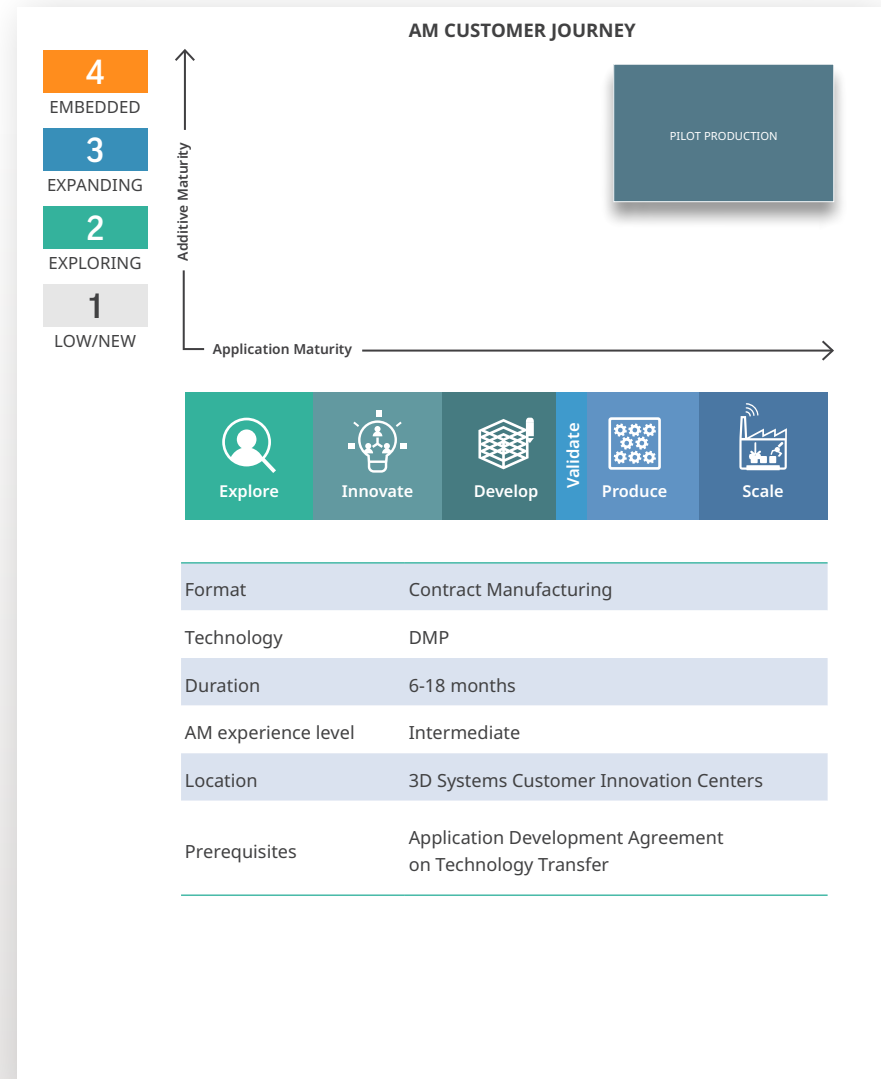 AM CUSTOMER JOURNEY
4
EMBEDDED
3
EXPANDING
2
EXPLORING
1
LOW/NEW
Additive Maturity
PILOT PRODUCTION
Application Maturity
Explore
Innovate
Develop
Validate
Produce
Scale
Format Contract Manufacturing
Technology DMP
Duration 6-18 months
AM experience level Intermediate
Location 3D Systems Customer Innovation Centers
Prerequisites Application Development Agreement
on Technology Transfer